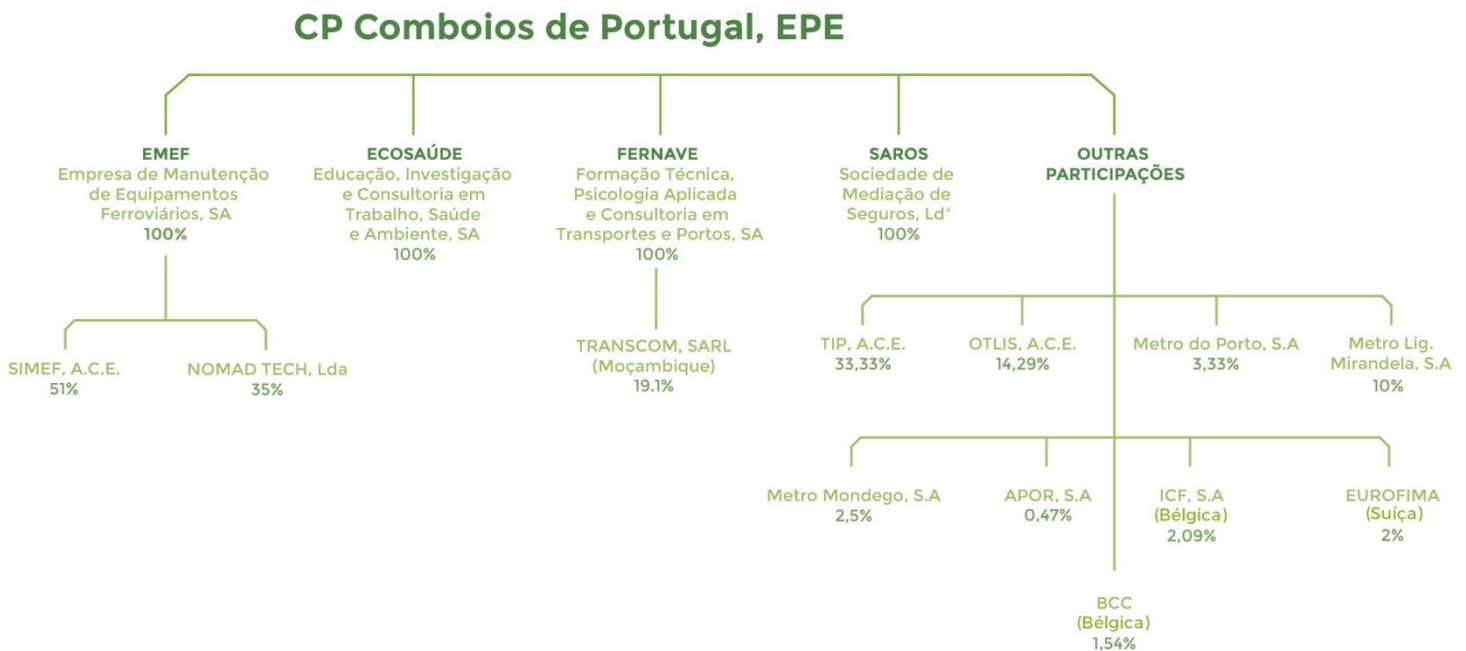 CP Comboios de Portugal, EPE
EMEF
Empresa de Manutenção
de Equipamentos
Ferroviários, SA
100%
ECOSAÚDE
Educação, Investigação
e Consultoria em
Trabalho, Saúde
e Ambiente, SA
100%
FERNAVE
Formação Técnica,
Psicologia Aplicada
e Consultoria em
Transportes e Portos, SA
100%
SAROS
Sociedade de
Mediação de
Seguros, Ldª
100%
OUTRAS
PARTICIPAÇÕES
SIMEF, A.C.E.
51%
NOMAD TECH, Lda
35%
TRANSCOM, SARL
(Moçambique)
19.1%
TIP, A.C.E.
33,33%
OTLIS, A.C.E.
14,29%
Metro do Porto, S.A
3,33%
Metro Lig.
Mirandela, S.A
10%
Metro Mondego, S.A
2,5%
APOR, S.A
0,47%
ICF, S.A
(Bélgica)
2,09%
EUROFIMA
(Suíça)
2%
BCC
(Bélgica)
1,54%